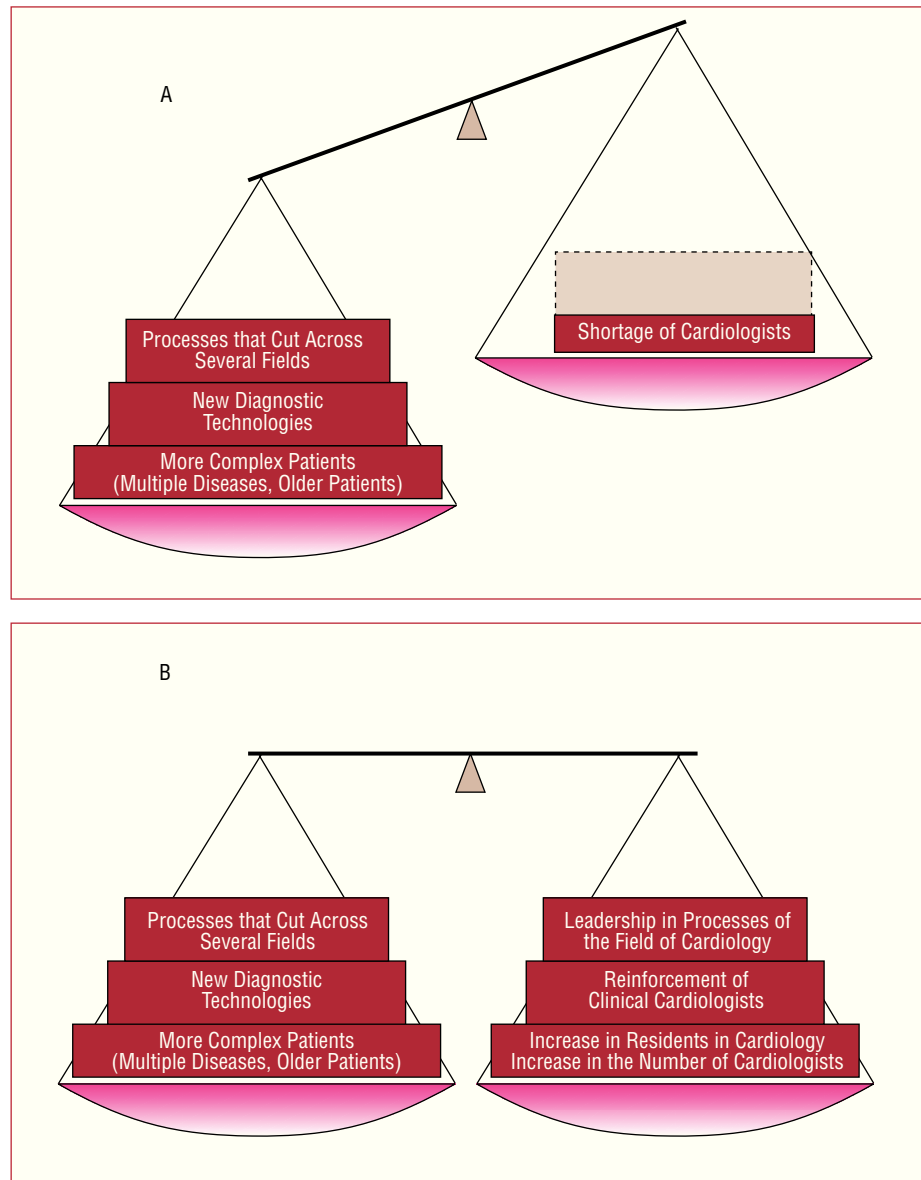 A
Processes that Cut Across
Several Fields
New Diagnostic
Technologies
More Complex Patients
(Multiple Diseases, Older Patients)
Shortage of Cardiologists
B
Processes that Cut Across
Several Fields
New Diagnostic
Technologies
More Complex Patients
(Multiple Diseases, Older Patients)
Leadership in Processes of
the Field of Cardiology
Reinforcement of
Clinical Cardiologists
Increase in Residents in Cardiology
Increase in the Number of Cardiologists